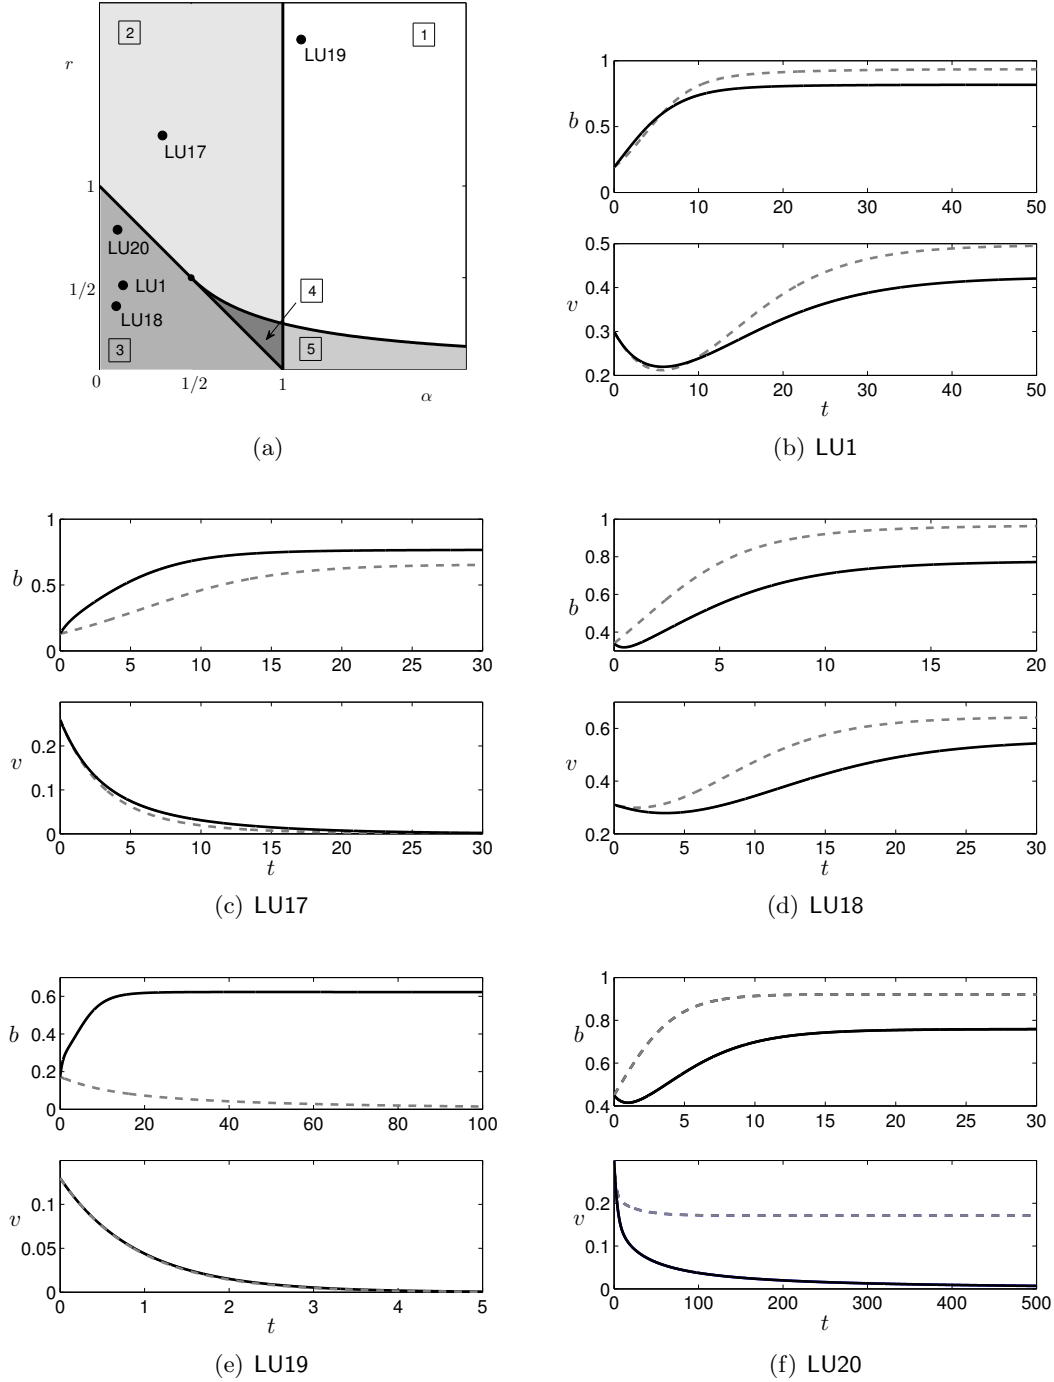 2
1
LU19
r
LU17
1
LU20
LU1
1/2
LU18
4
3
5
0
1/2
1
α
(a)
1
b
0.5
0
0 10 20 30 40 50
0.5
0.4
v
0.3
0.2
0 10 20 30 40 50
t
(b) LU1
1
b
0.5
0
0 5 10 15 20 25 30
0.2
v
0.1
0
0 5 10 15 20 25 30
t
(c) LU17
1
0.8
b
0.6
0.4
0 5 10 15 20
0.6
v
0.4
0.2
0 5 10 15 20 25 30
t
(d) LU18
0.6
b
0.4
0.2
0
0 20 40 60 80 100
0.1
v
0.05
0
0 1 2 3 4 5
t
(e) LU19
1
0.8
b
0.6
0.4
0 5 10 15 20 25 30
0.2
v
0.1
0
0 100 200 300 400 500
t
(f) LU20